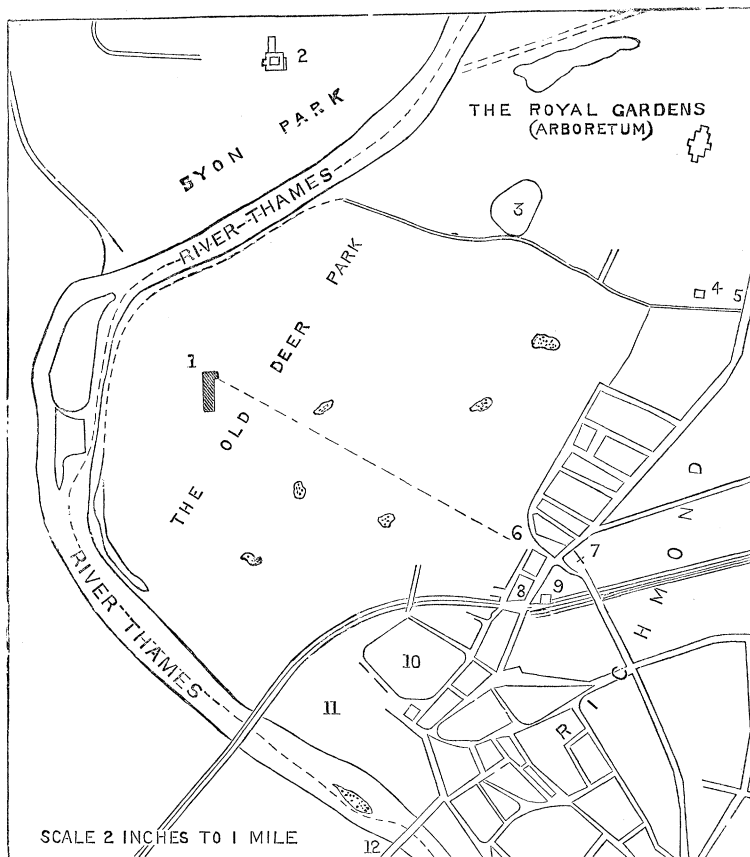 2
SYON PARK
THE ROYAL GARDENS
(ARBORETUM)
RIVER THAMES
3
THE OLD DEER PARK
4
5
1
6
7
8
9
RICHMOND
10
11
RIVER THAMES
12
SCALE 2 INCHES TO 1 MILE